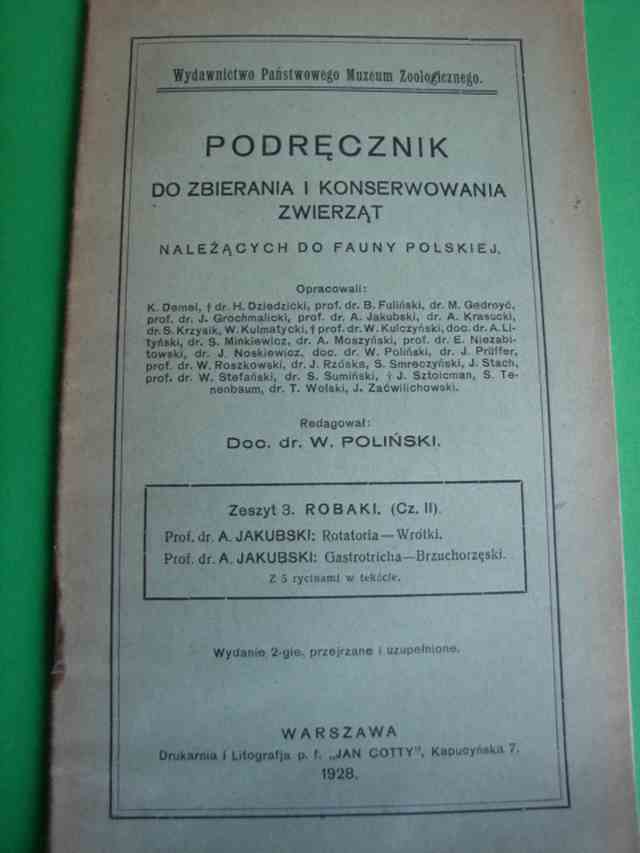 Wydawnictwo Państwowego Muzeum Zoologicznego.
PODRĘCZNIK
DO ZBIERANIA I KONSERWOWANIA
ZWIERZĄT
NALEŻĄCYCH DO FAUNY POLSKIEJ.
Opracowali:
K. Demel, † dr. H. Dziedzicki, prof. dr. B. Fuliński, dr. M. Gedroyć,
prof. dr. J. Grochmalicki, prof. dr. A. Jakubski, dr. A. Krasucki,
dr. S. Krzysik, W. Kulmatycki, † prof. dr. W. Kulczyński, doc. dr. A. Li-
tyński, dr. S. Minkiewicz, dr. A. Moszyński, prof. dr. E. Niezabi-
towski, dr. J. Noskiewicz, doc. dr. W. Poliński, dr. J. Prüffer,
prof. dr. W. Roszkowski, dr. J. Rzóska, S. Smreczyński, J. Stach,
prof. dr. W. Stefański, dr. S. Sumiński, † J. Sztolcman, S. Te-
nenbaum, dr. T. Wolski, J. Zaćwilichowski.
Redagował:
Doc. dr. W. POLIŃSKI.
Zeszyt 3. ROBAKI. (Cz. II).
Prof. dr. A. JAKUBSKI: Rotatoria — Wrotki.
Prof. dr. A. JAKUBSKI: Gastrotricha—Brzuchorzęski.
Z 5 rycinami w tekście.
Wydanie 2-gie, przejrzane i uzupełnione.
WARSZAWA
Drukarnia i Litografja p. f. „JAN COTTY", Kapucyńska 7.
1928.